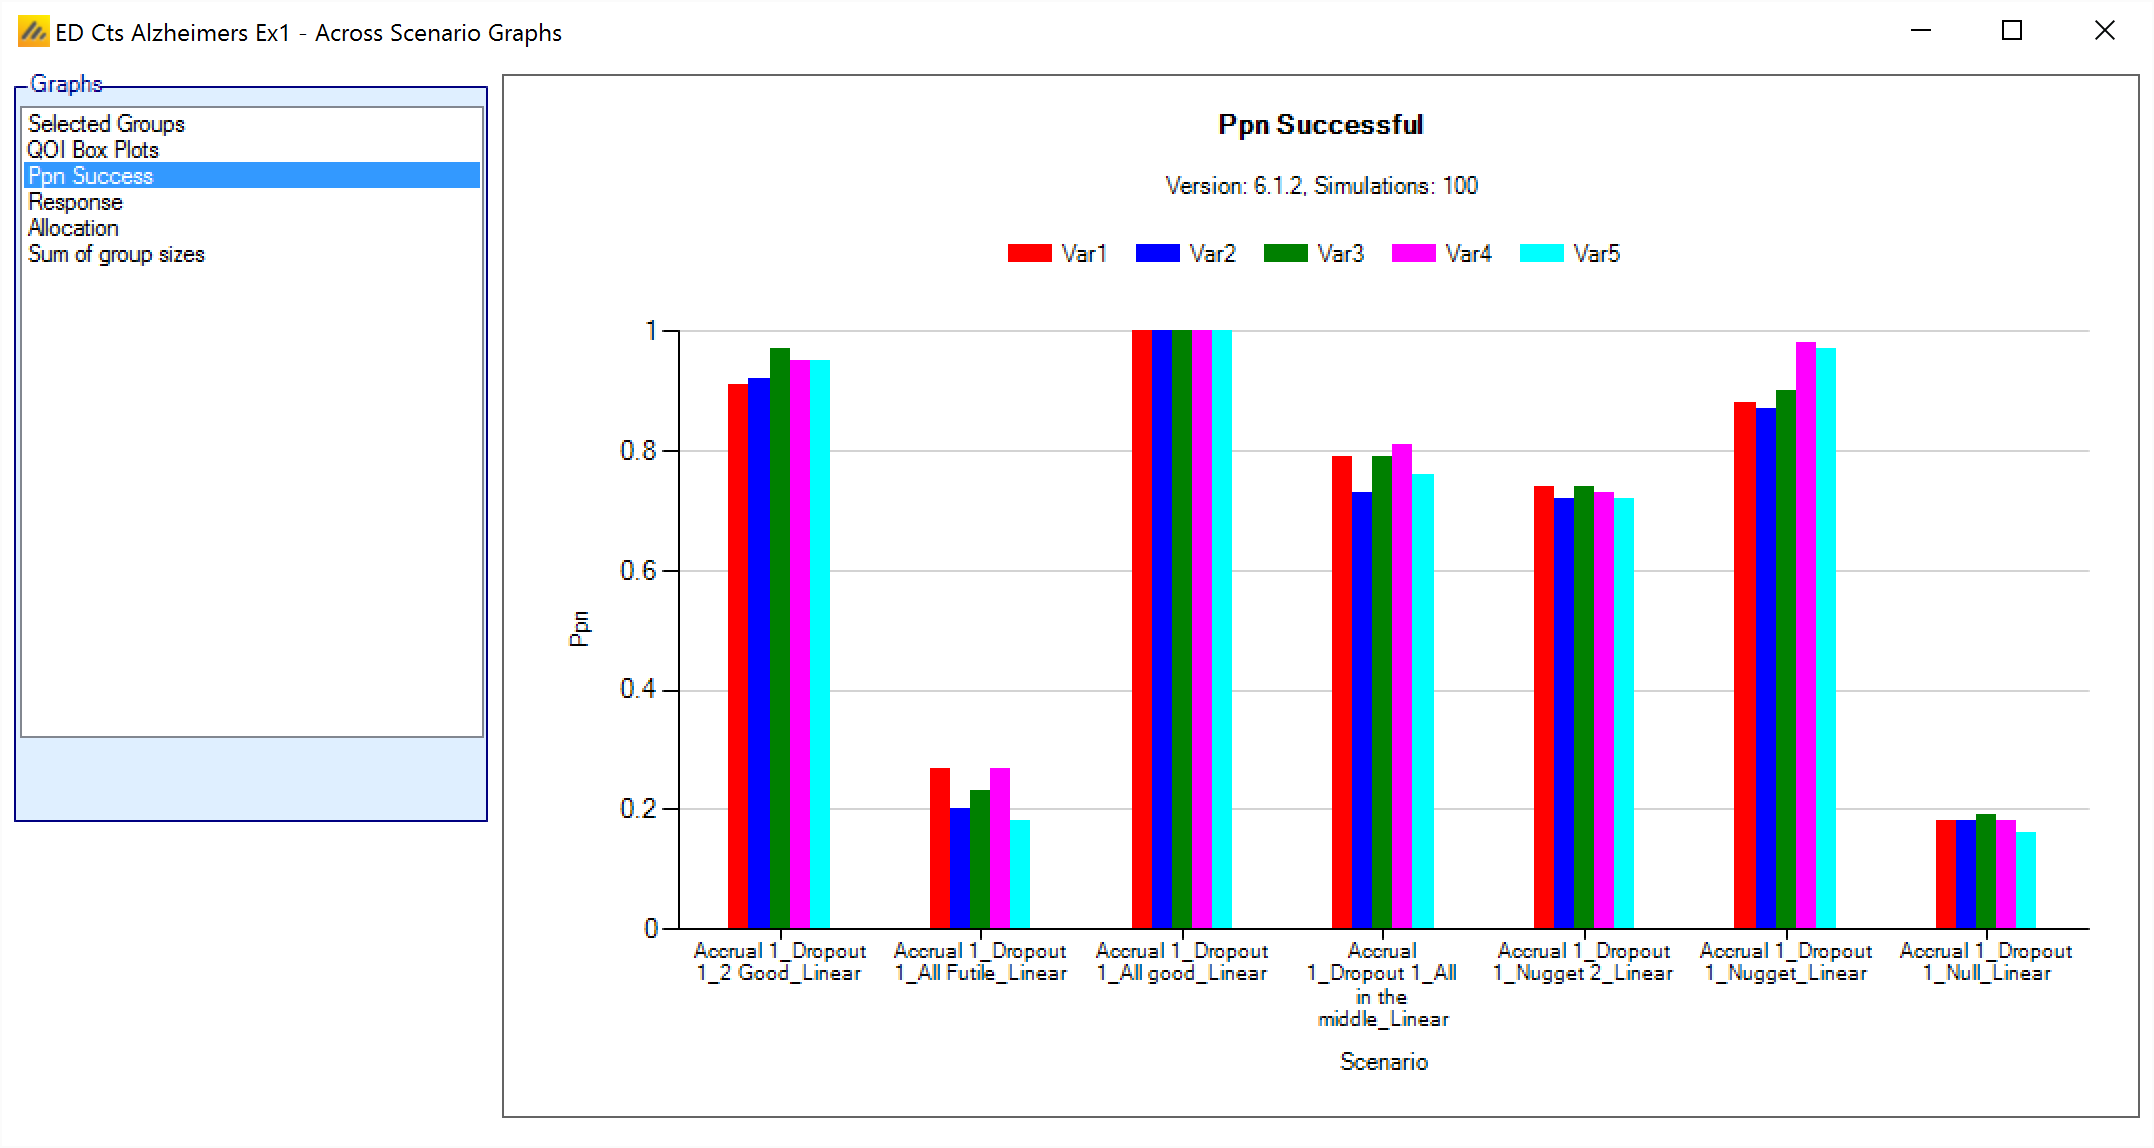 ED Cts Alzheimers Ex1 - Across Scenario Graphs
Graphs
Selected Groups
QOI Box Plots
Ppn Success
Response
Allocation
Sum of group sizes
Ppn Successful
Version: 6.1.2, Simulations: 100
Var1 Var2 Var3 Var4 Var5
1
0.8
0.6
0.4
0.2
0
Ppn
Accrual 1_Dropout
1_2 Good_Linear
Accrual 1_Dropout
1_All Futile_Linear
Accrual 1_Dropout
1_All good_Linear
Accrual
1_Dropout 1_All
in the
middle_Linear
Accrual 1_Dropout
1_Nugget 2_Linear
Accrual 1_Dropout
1_Nugget_Linear
Accrual 1_Dropout
1_Null_Linear
Scenario